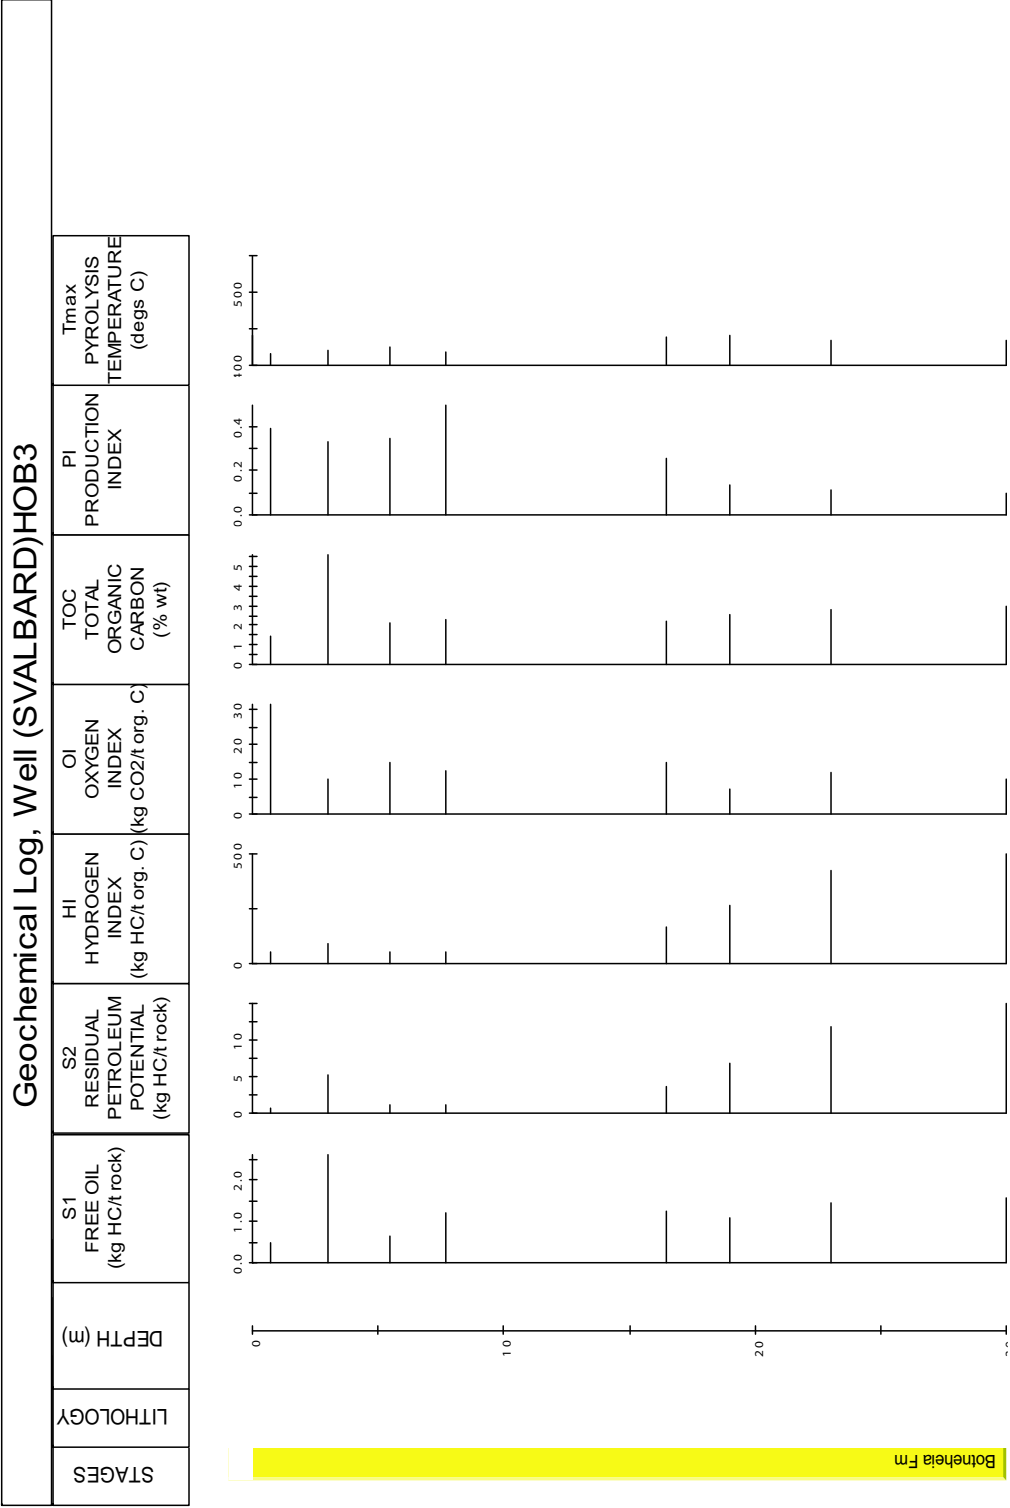 Geochemical Log, Well (SVALBARD)HOB3
STAGES
LITHOLOGY
DEPTH (m)
S1
FREE OIL
(kg HC/t rock)
S2
RESIDUAL
PETROLEUM
POTENTIAL
(kg HC/t rock)
HI
HYDROGEN
INDEX
(kg HC/t org. C)
OI
OXYGEN
INDEX
(kg CO2/t org. C)
TOC
TOTAL
ORGANIC
CARBON
(% wt)
PI
PRODUCTION
INDEX
Tmax
PYROLYSIS
TEMPERATURE
(degs C)
Botneheia Fm
0
10
20
0.0 1.0 2.0
0 5 10
0 500
0 10 20 30
0 1 2 3 4 5
0.0 0.2 0.4
400 500